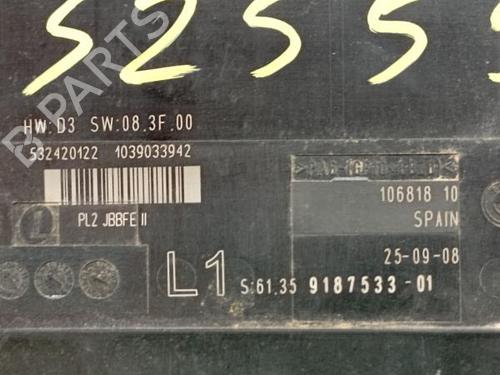 5255
HW:D3 SW:08.3F.00
532420122 1039033942
PL2 JBBFE II
106818 10
SPAIN
25-09-08
L1 S:61.35 9187533-01